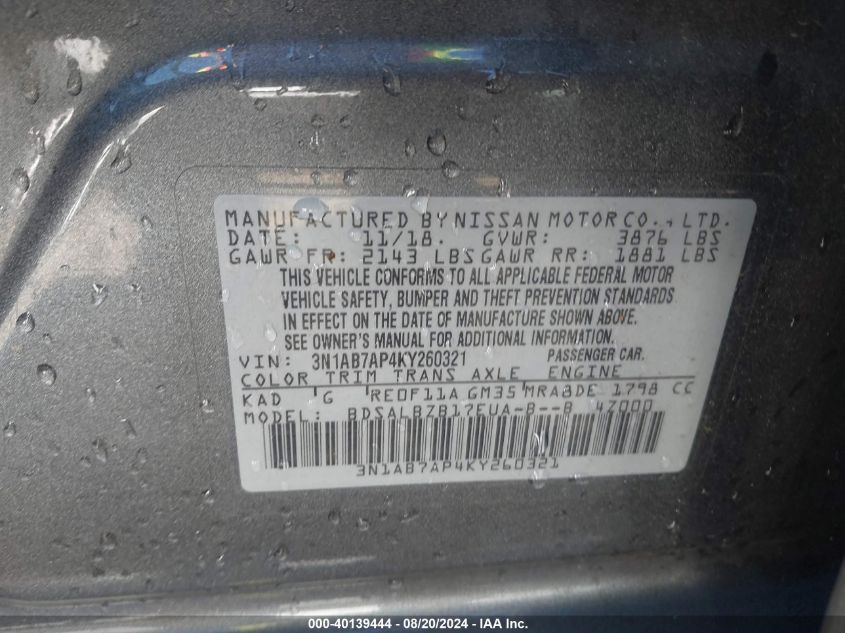 MANUFACTURED BY NISSAN MOTOR CO., LTD.
DATE: 11/18. GVWR: 3876 LBS
GAWR FR: 2143 LBS GAWR RR: 1881 LBS
THIS VEHICLE CONFORMS TO ALL APPLICABLE FEDERAL MOTOR
VEHICLE SAFETY, BUMPER AND THEFT PREVENTION STANDARDS
IN EFFECT ON THE DATE OF MANUFACTURE SHOWN ABOVE.
SEE OWNER'S MANUAL FOR ADDITIONAL INFORMATION.
VIN: 3N1AB7AP4KY260321 PASSENGER CAR.
COLOR TRIM TRANS AXLE ENGINE
KAD G RE0F11A GM35 MRA8DE 1798 CC
MODEL: BDSALBZB17EUA-B--B 4Z000
3N1AB7AP4KY260321
000-40139444 - 08/20/2024 - IAA Inc.